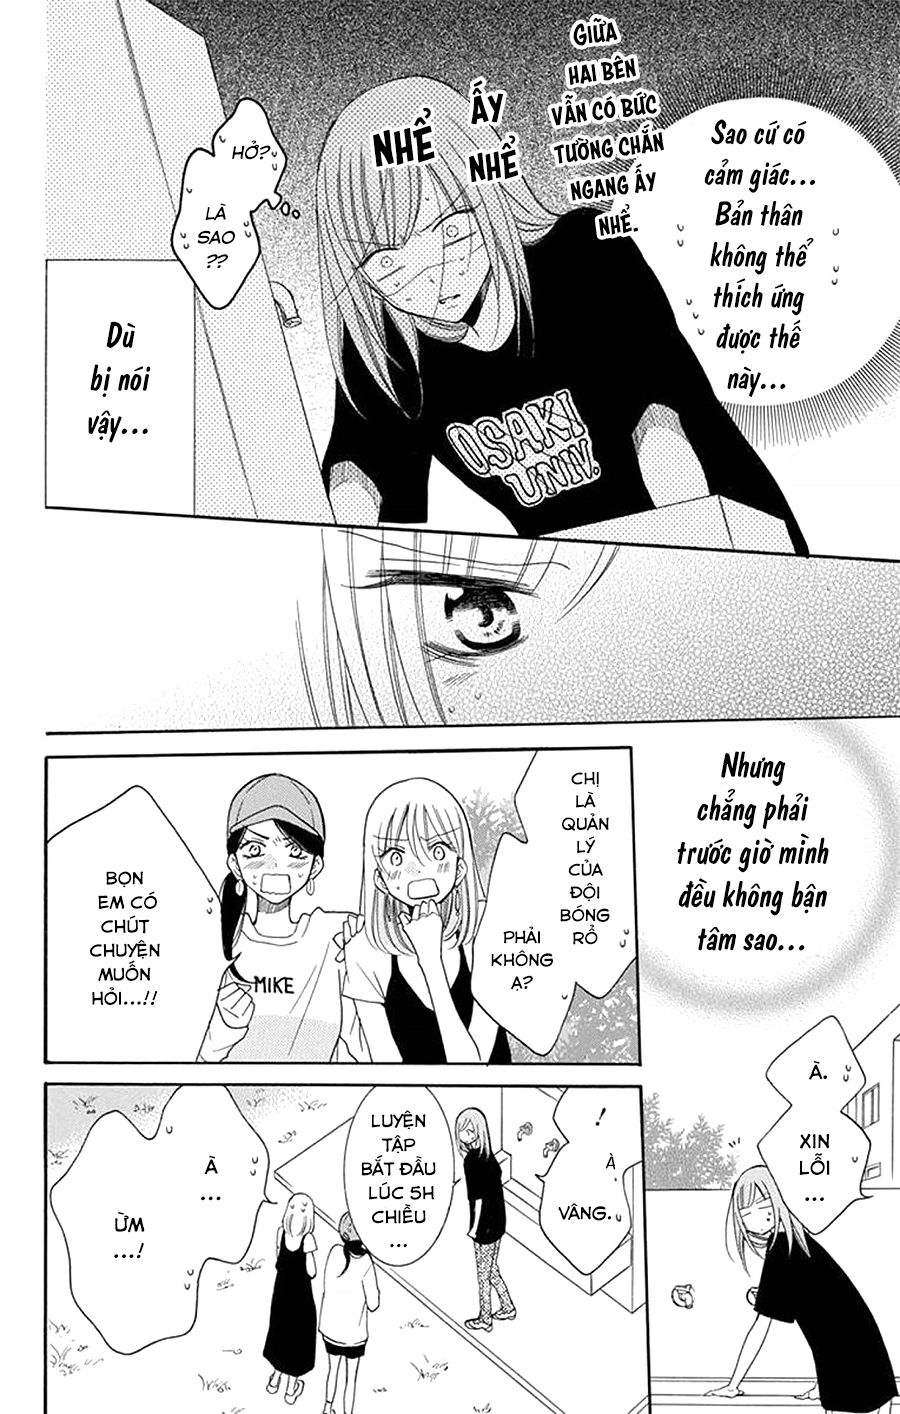 Sao cứ có
cảm giác...
Bản thân
không thể
thích ứng
được thế
này...
GIỮA
HAI BÊN
VẪN CÓ BỨC
TƯỜNG CHẮN
NGANG ẤY
NHỂ.
ẤY
NHỂ
NHỂ
HỞ?
LÀ
SAO
??
OSAKI
UNIV.
Dù
bị nói
vậy...
Nhưng
chẳng phải
trước giờ mình
đều không bận
tâm sao...
À.
XIN
LỖI
...
CHỊ
LÀ
QUẢN
LÝ CỦA
ĐỘI
BÓNG
RỔ
PHẢI
KHÔNG
Ạ?
MIKE
BỌN
EM CÓ
CHÚT
CHUYỆN
MUỐN
HỎI...!!
!
À
VÂNG.
LUYỆN
TẬP
BẮT ĐẦU
LÚC 5H
CHIỀU
...
À
...
ỪM
...!